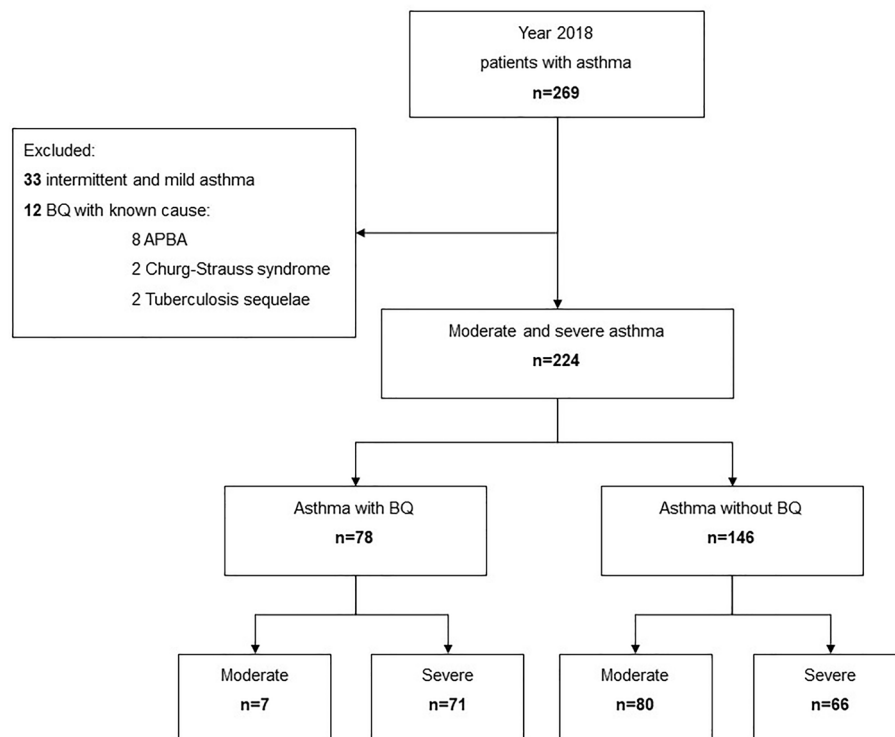 Year 2018
patients with asthma
n=269
Excluded:
33 intermittent and mild asthma
12 BQ with known cause:
8 APBA
2 Churg-Strauss syndrome
2 Tuberculosis sequelae
Moderate and severe asthma
n=224
Asthma with BQ
n=78
Asthma without BQ
n=146
Moderate
n=7
Severe
n=71
Moderate
n=80
Severe
n=66